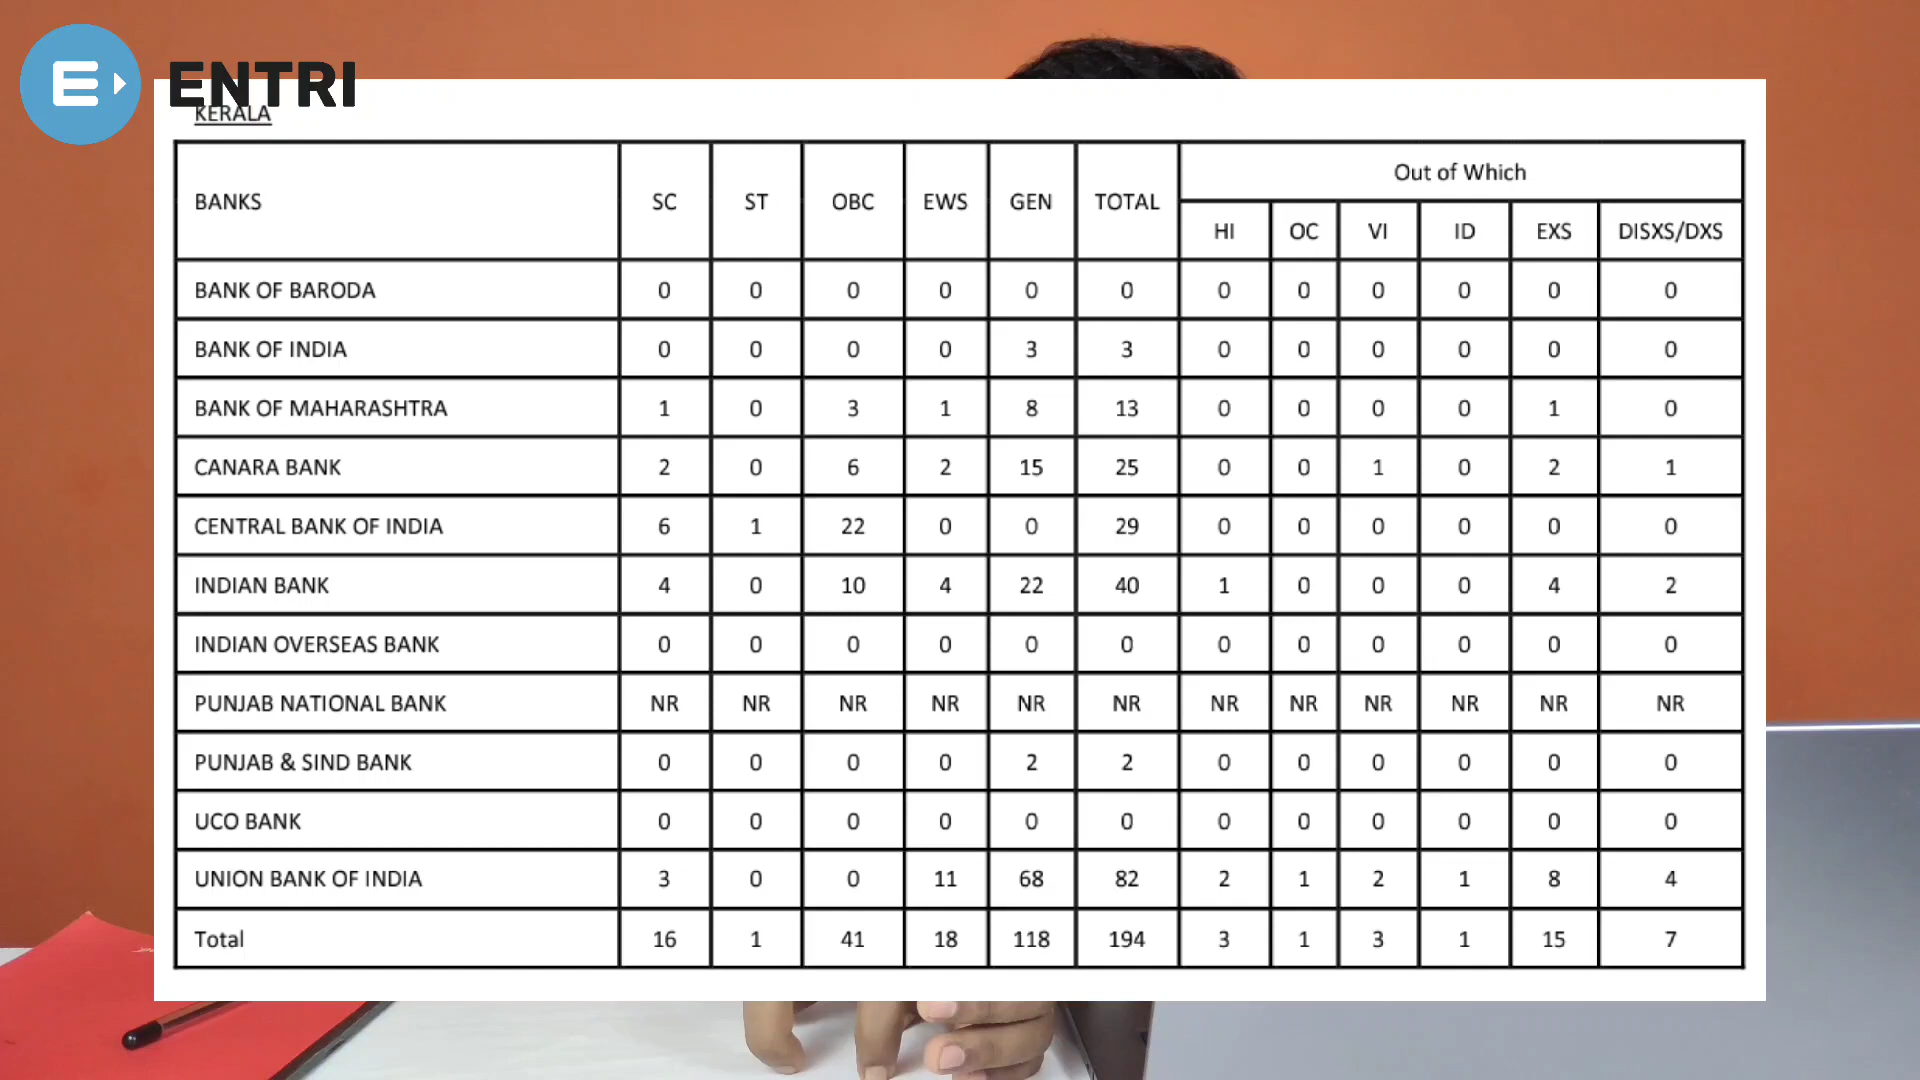 ENTRI
KERALA
BANKS SC ST OBC EWS GEN TOTAL Out of Which
HI OC VI ID EXS DISXS/DXS
BANK OF BARODA 0 0 0 0 0 0 0 0 0 0 0 0
BANK OF INDIA 0 0 0 0 3 3 0 0 0 0 0 0
BANK OF MAHARASHTRA 1 0 3 1 8 13 0 0 0 0 1 0
CANARA BANK 2 0 6 2 15 25 0 0 1 0 2 1
CENTRAL BANK OF INDIA 6 1 22 0 0 29 0 0 0 0 0 0
INDIAN BANK 4 0 10 4 22 40 1 0 0 0 4 2
INDIAN OVERSEAS BANK 0 0 0 0 0 0 0 0 0 0 0 0
PUNJAB NATIONAL BANK NR NR NR NR NR NR NR NR NR NR NR NR
PUNJAB & SIND BANK 0 0 0 0 2 2 0 0 0 0 0 0
UCO BANK 0 0 0 0 0 0 0 0 0 0 0 0
UNION BANK OF INDIA 3 0 0 11 68 82 2 1 2 1 8 4
Total 16 1 41 18 118 194 3 1 3 1 15 7